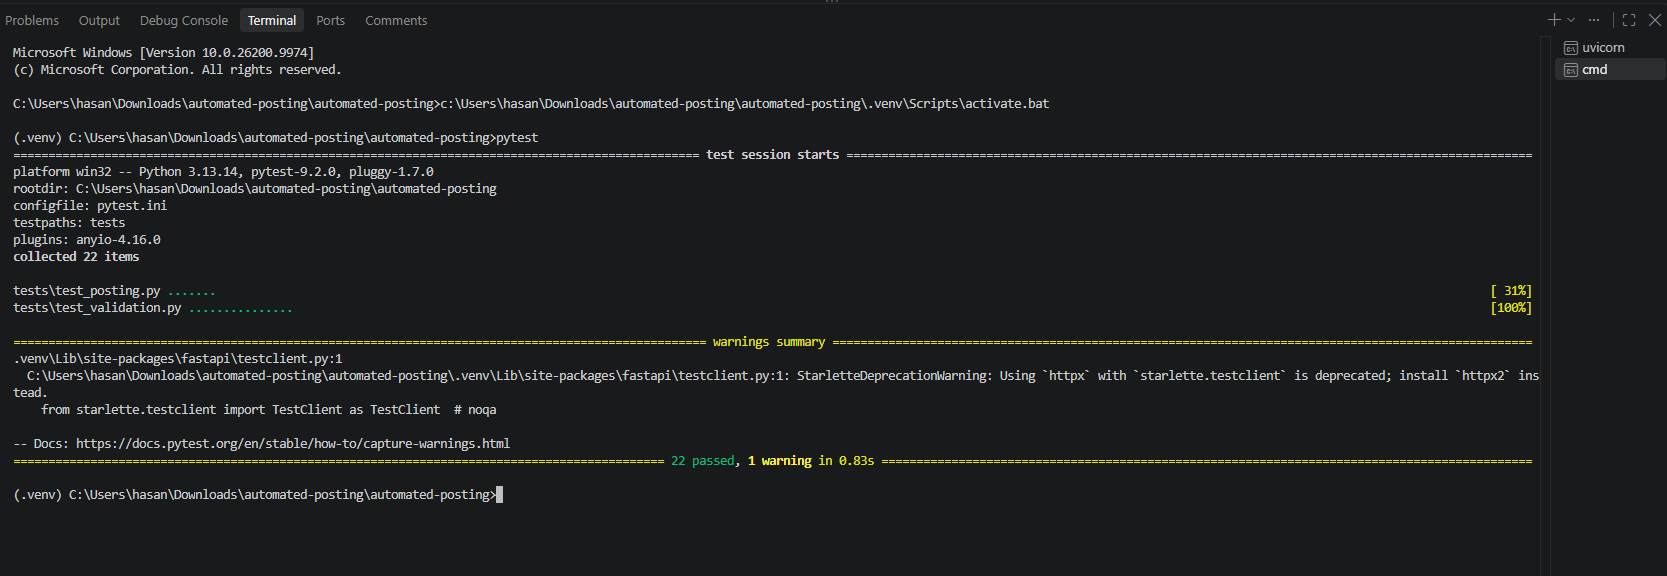 Problems Output Debug Console Terminal Ports Comments
Microsoft Windows [Version 10.0.26200.9974]
(c) Microsoft Corporation. All rights reserved.
uvicorn
cmd
C:\Users\hasan\Downloads\automated-posting\automated-posting>c:\Users\hasan\Downloads\automated-posting\automated-posting\.venv\Scripts\activate.bat
(.venv) C:\Users\hasan\Downloads\automated-posting\automated-posting>pytest
================ test session starts ================
platform win32 -- Python 3.13.14, pytest-9.2.0, pluggy-1.7.0
rootdir: C:\Users\hasan\Downloads\automated-posting\automated-posting
configfile: pytest.ini
testpaths: tests
plugins: anyio-4.16.0
collected 22 items
tests\test_posting.py ....... [ 31%]
tests\test_validation.py ............... [100%]
================ warnings summary ================
.venv\Lib\site-packages\fastapi\testclient.py:1
C:\Users\hasan\Downloads\automated-posting\automated-posting\.venv\Lib\site-packages\fastapi\testclient.py:1: StarletteDeprecationWarning: Using `httpx` with `starlette.testclient` is deprecated; install `httpx2` ins
tead.
from starlette.testclient import TestClient as TestClient  # noqa
-- Docs: https://docs.pytest.org/en/stable/how-to/capture-warnings.html
================ 22 passed, 1 warning in 0.83s ================
(.venv) C:\Users\hasan\Downloads\automated-posting\automated-posting>